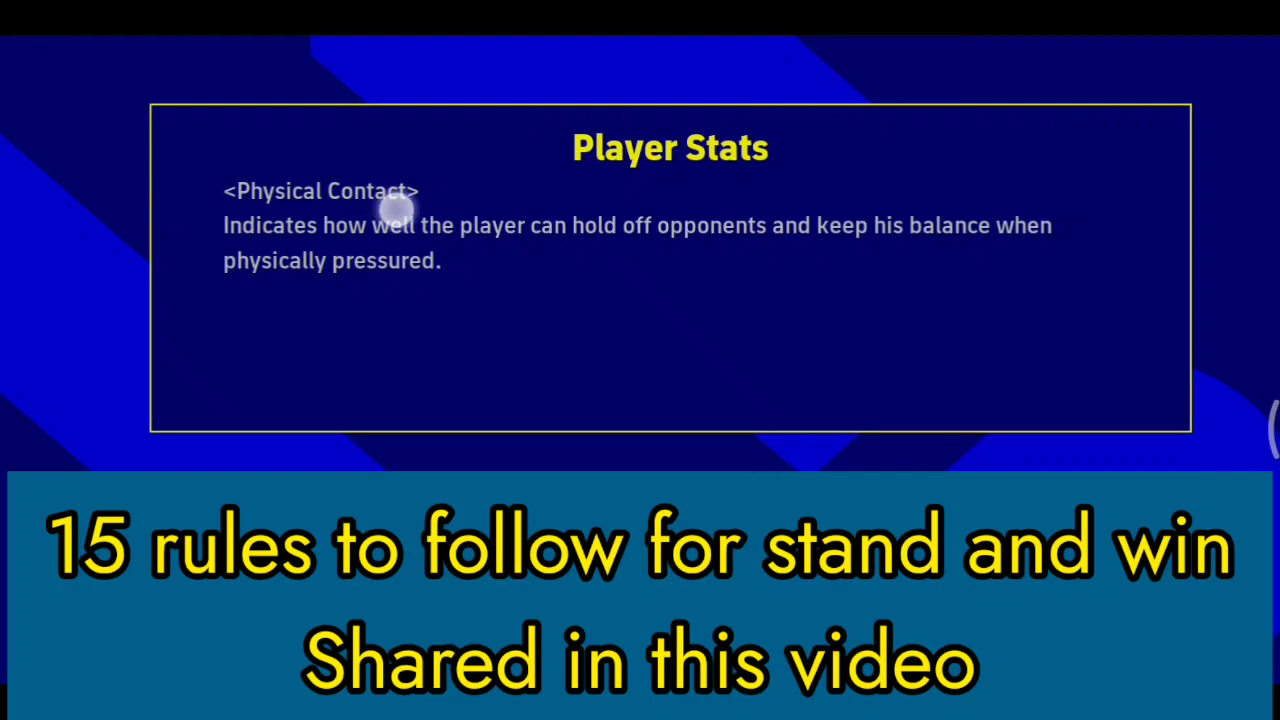 Player Stats
<Physical Contact>
Indicates how well the player can hold off opponents and keep his balance when
physically pressured.
15 rules to follow for stand and win
Shared in this video